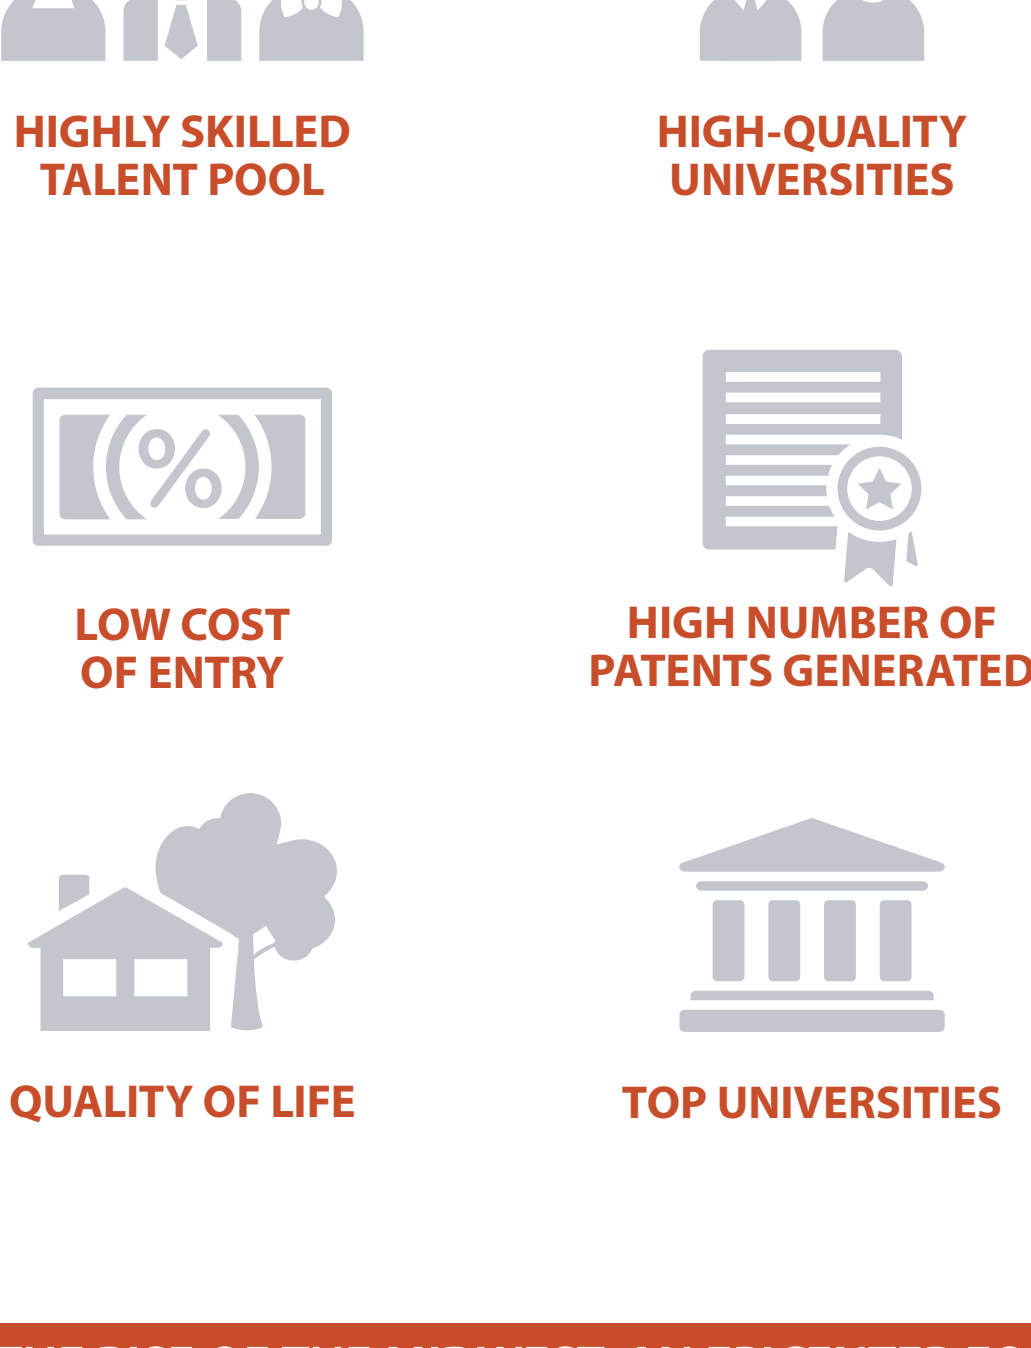 HIGHLY SKILLED
TALENT POOL
HIGH-QUALITY
UNIVERSITIES
%
LOW COST
OF ENTRY
HIGH NUMBER OF
PATENTS GENERATED
QUALITY OF LIFE
TOP UNIVERSITIES